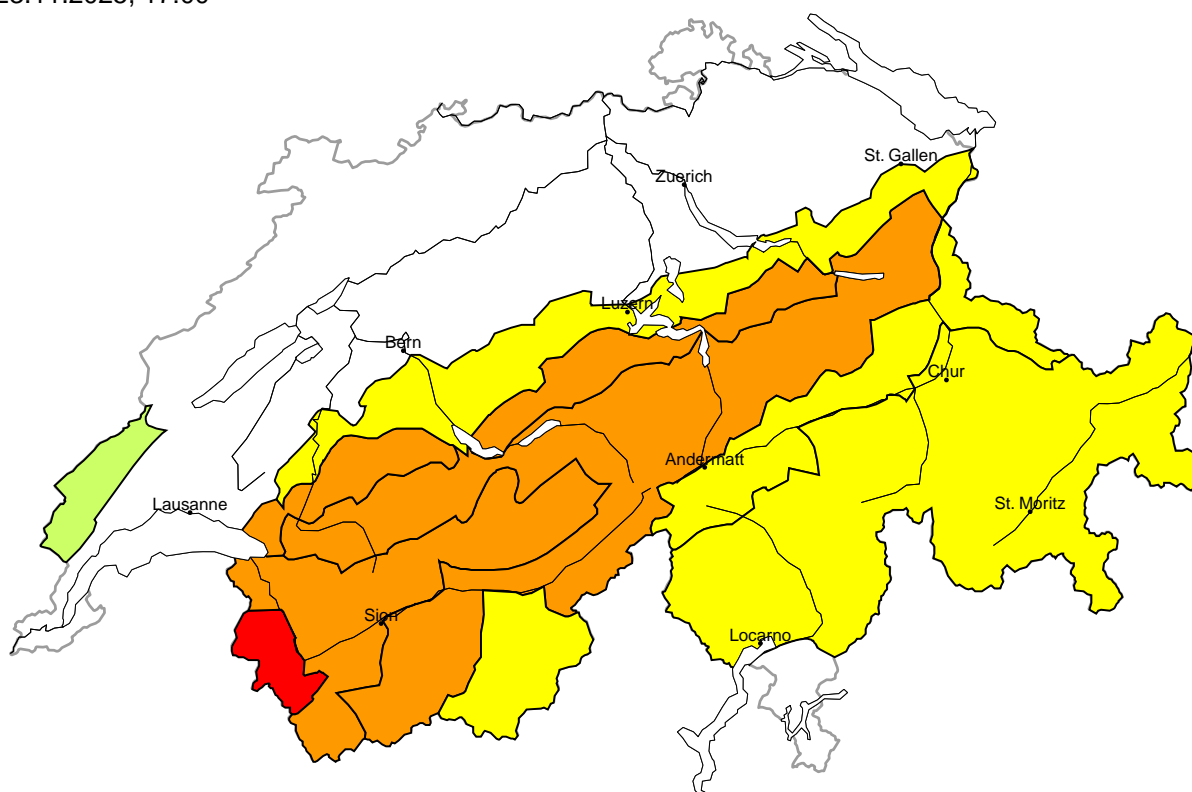 St. Gallen
Zuerich
Luzern
Bern
Chur
Andermatt
St. Moritz
Lausanne
Sion
Locarno